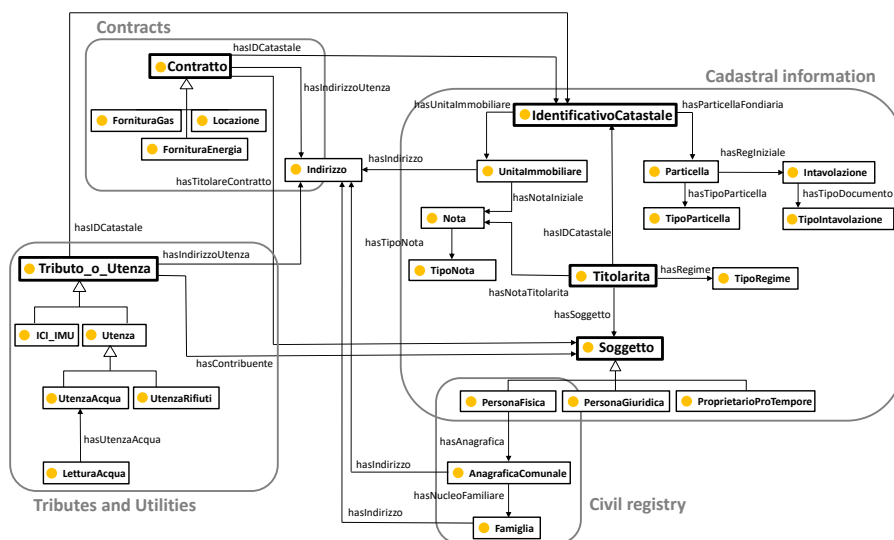 Contracts
hasIDCatastale
Contratto
hasIndirizzoUtenza
FornituraGas
Locazione
FornituraEnergia
hasTitolareContratto
Indirizzo
hasIndirizzo
Cadastral information
hasUnitaImmobiliare
IdentificativoCatastale
hasParticellaFondiaria
hasRegIniziale
UnitaImmobiliare
Particella
Intavolazione
hasNotaIniziale
hasTipoParticella
hasTipoDocumento
Nota
TipoParticella
TipoIntavolazione
hasIDCatastale
hasTipoNota
TipoNota
Titolarita
hasRegime
TipoRegime
hasNotaTitolarita
hasSoggetto
Soggetto
PersonaFisica
PersonaGiuridica
ProprietarioProTempore
hasIDCatastale
hasIndirizzoUtenza
Tributo_o_Utenza
ICI_IMU
Utenza
hasContribuente
UtenzaAcqua
UtenzaRifiuti
hasUtenzaAcqua
LetturaAcqua
Tributes and Utilities
hasAnagrafica
hasIndirizzo
AnagraficaComunale
hasNucleoFamiliare
hasIndirizzo
Famiglia
Civil registry